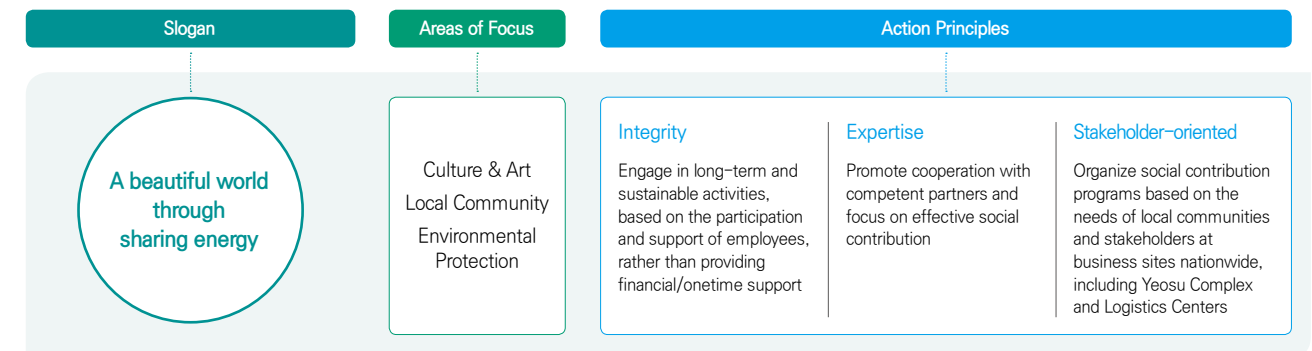 Slogan
Areas of Focus
Action Principles
A beautiful world
through
sharing energy
Culture & Art
Local Community
Environmental
Protection
Integrity
Engage in long-term and
sustainable activities,
based on the participation
and support of employees,
rather than providing
financial/onetime support
Expertise
Promote cooperation with
competent partners and
focus on effective social
contribution
Stakeholder-oriented
Organize social contribution
programs based on the
needs of local communities
and stakeholders at
business sites nationwide,
including Yeosu Complex
and Logistics Centers